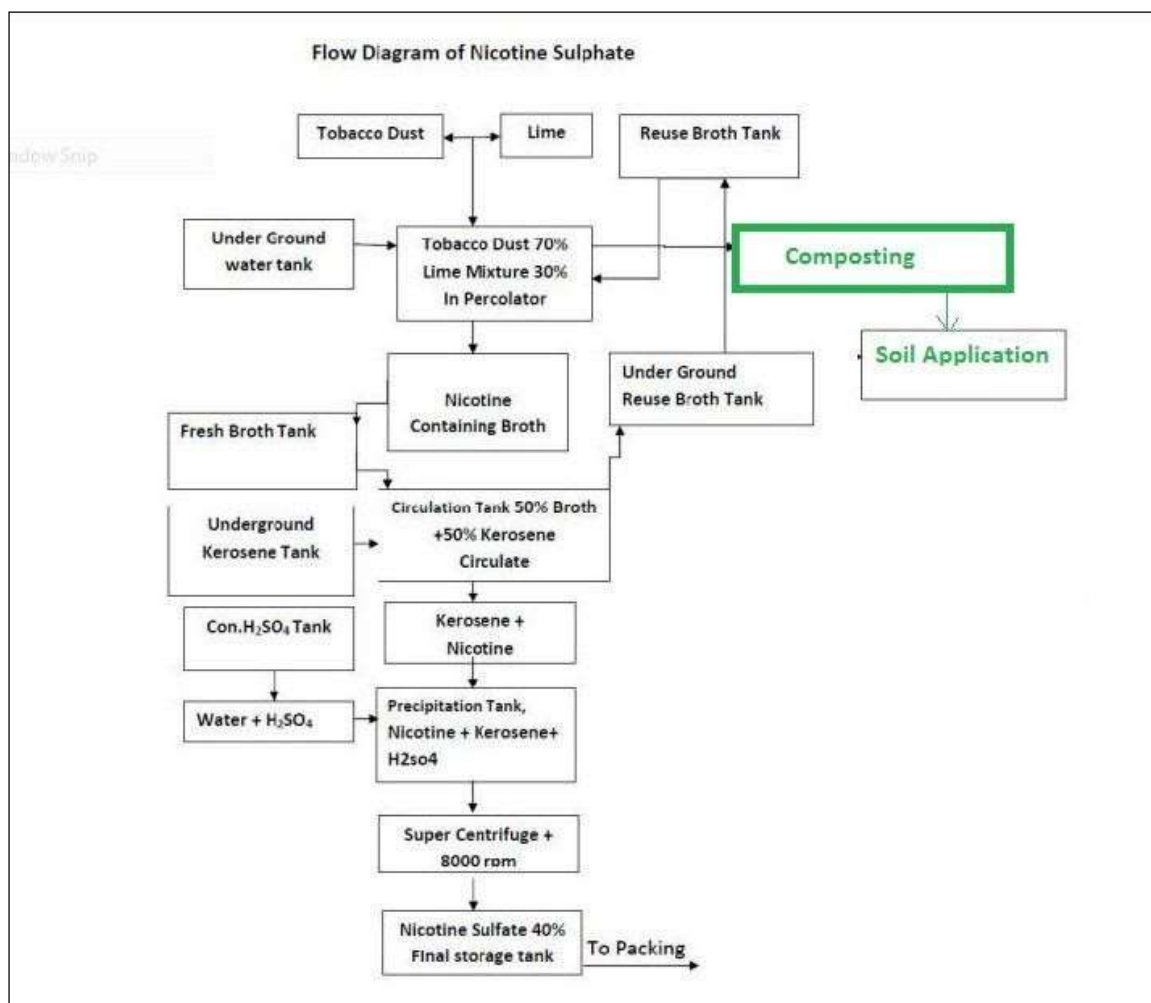 Flow Diagram of Nicotine Sulphate
Tobacco Dust
Lime
Reuse Broth Tank
ndow Snip
Under Ground
water tank
Tobacco Dust 70%
Lime Mixture 30%
In Percolator
Composting
Soil Application
Under Ground
Reuse Broth Tank
Nicotine
Containing Broth
Fresh Broth Tank
Circulation Tank 50% Broth
+50% Kerosene
Circulate
Underground
Kerosene Tank
Con.H₂SO₄ Tank
Kerosene +
Nicotine
Water + H₂SO₄
Precipitation Tank,
Nicotine + Kerosene+
H2so4
Super Centrifuge +
8000 rpm
Nicotine Sulfate 40%
Final storage tank
To Packing